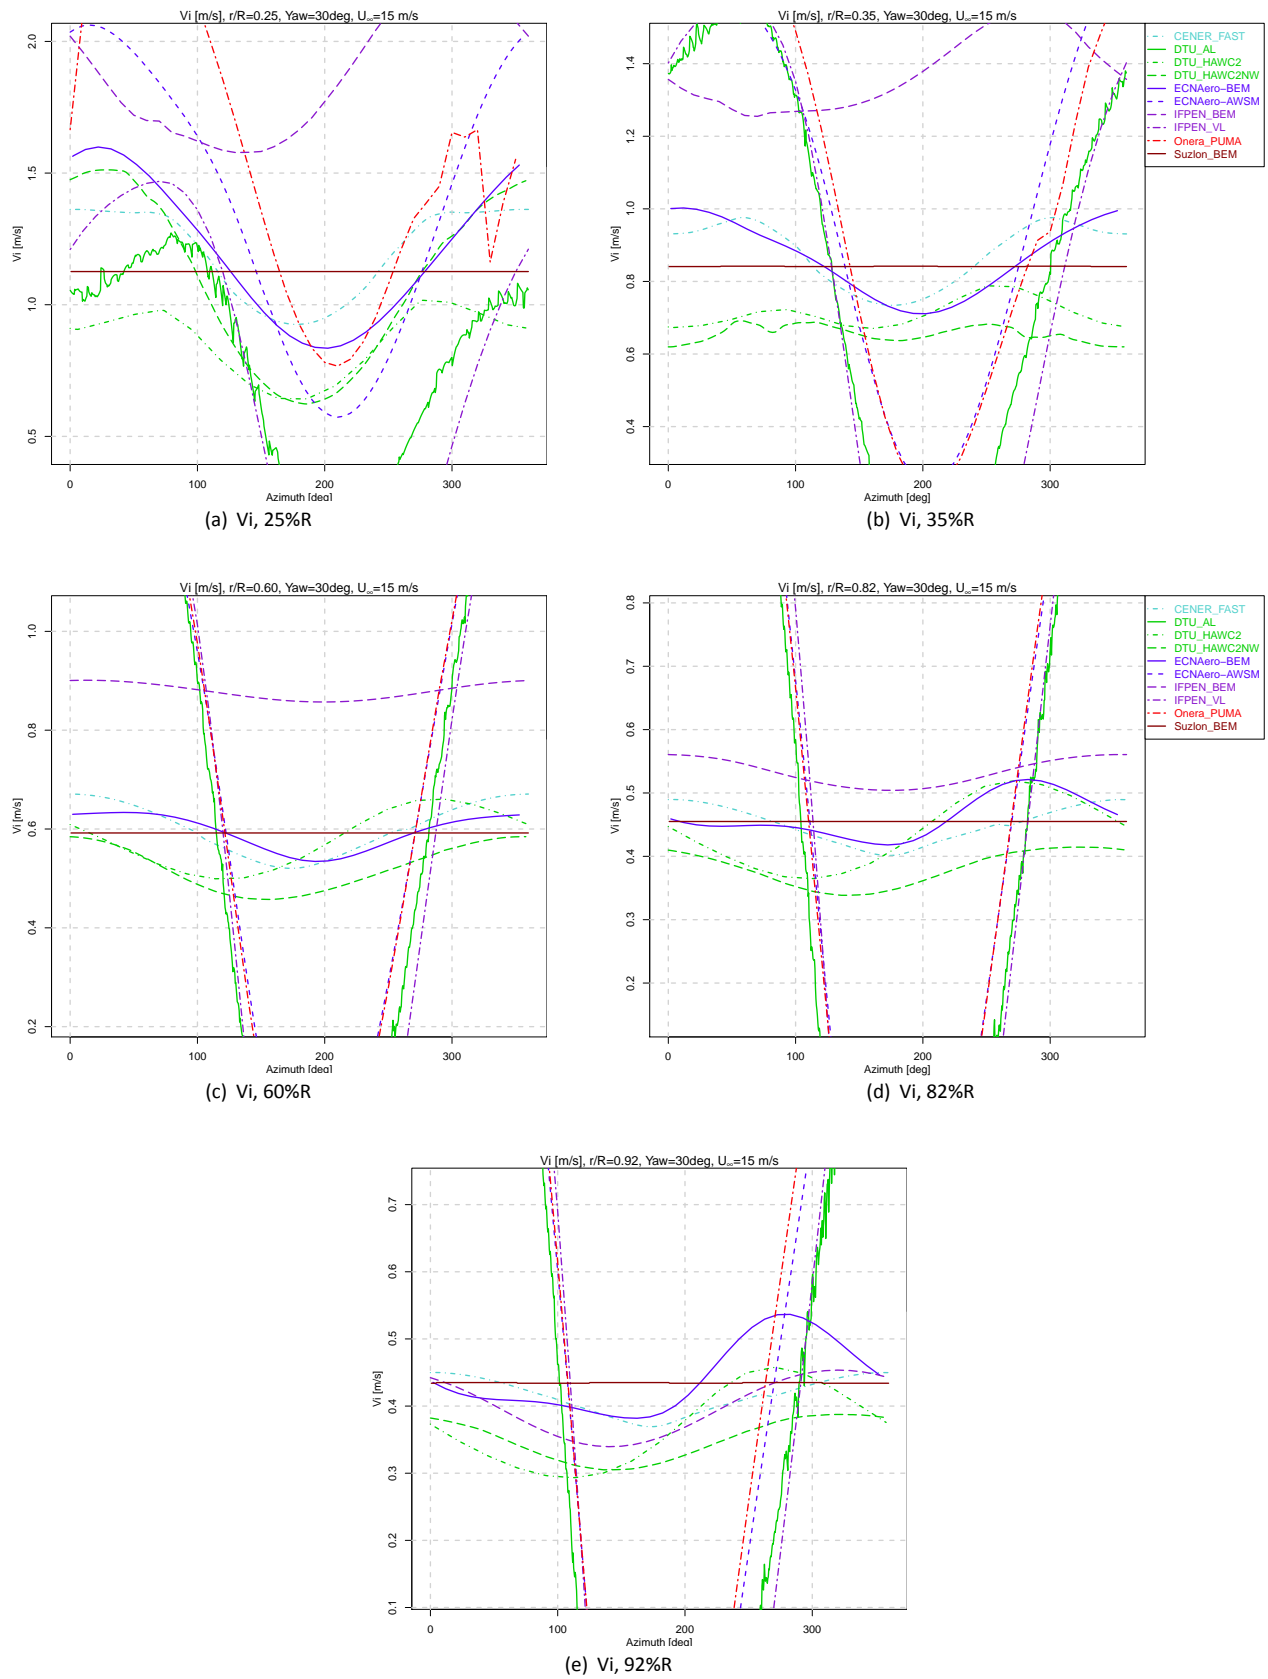 Vi [m/s], r/R=0.25, Yaw=30deg, U∞=15 m/s
Vi [m/s]
0.5 1.0 1.5 2.0
0 100 200 300
Azimuth [deg]
(a) Vi, 25%R
Vi [m/s], r/R=0.35, Yaw=30deg, U∞=15 m/s
Vi [m/s]
0.4 0.6 0.8 1.0 1.2 1.4
0 100 200 300
Azimuth [deg]
(b) Vi, 35%R
CENER_FAST
DTU_AL
DTU_HAWC2
DTU_HAWC2NW
ECNAero-BEM
ECNAero-AWSM
IFPEN_BEM
IFPEN_VL
Onera_PUMA
Suzlon_BEM
Vi [m/s], r/R=0.60, Yaw=30deg, U∞=15 m/s
Vi [m/s]
0.2 0.4 0.6 0.8 1.0
0 100 200 300
Azimuth [deg]
(c) Vi, 60%R
Vi [m/s], r/R=0.82, Yaw=30deg, U∞=15 m/s
Vi [m/s]
0.2 0.3 0.4 0.5 0.6 0.7 0.8
0 100 200 300
Azimuth [deg]
(d) Vi, 82%R
CENER_FAST
DTU_AL
DTU_HAWC2
DTU_HAWC2NW
ECNAero-BEM
ECNAero-AWSM
IFPEN_BEM
IFPEN_VL
Onera_PUMA
Suzlon_BEM
Vi [m/s], r/R=0.92, Yaw=30deg, U∞=15 m/s
Vi [m/s]
0.1 0.2 0.3 0.4 0.5 0.6 0.7
0 100 200 300
Azimuth [deg]
(e) Vi, 92%R